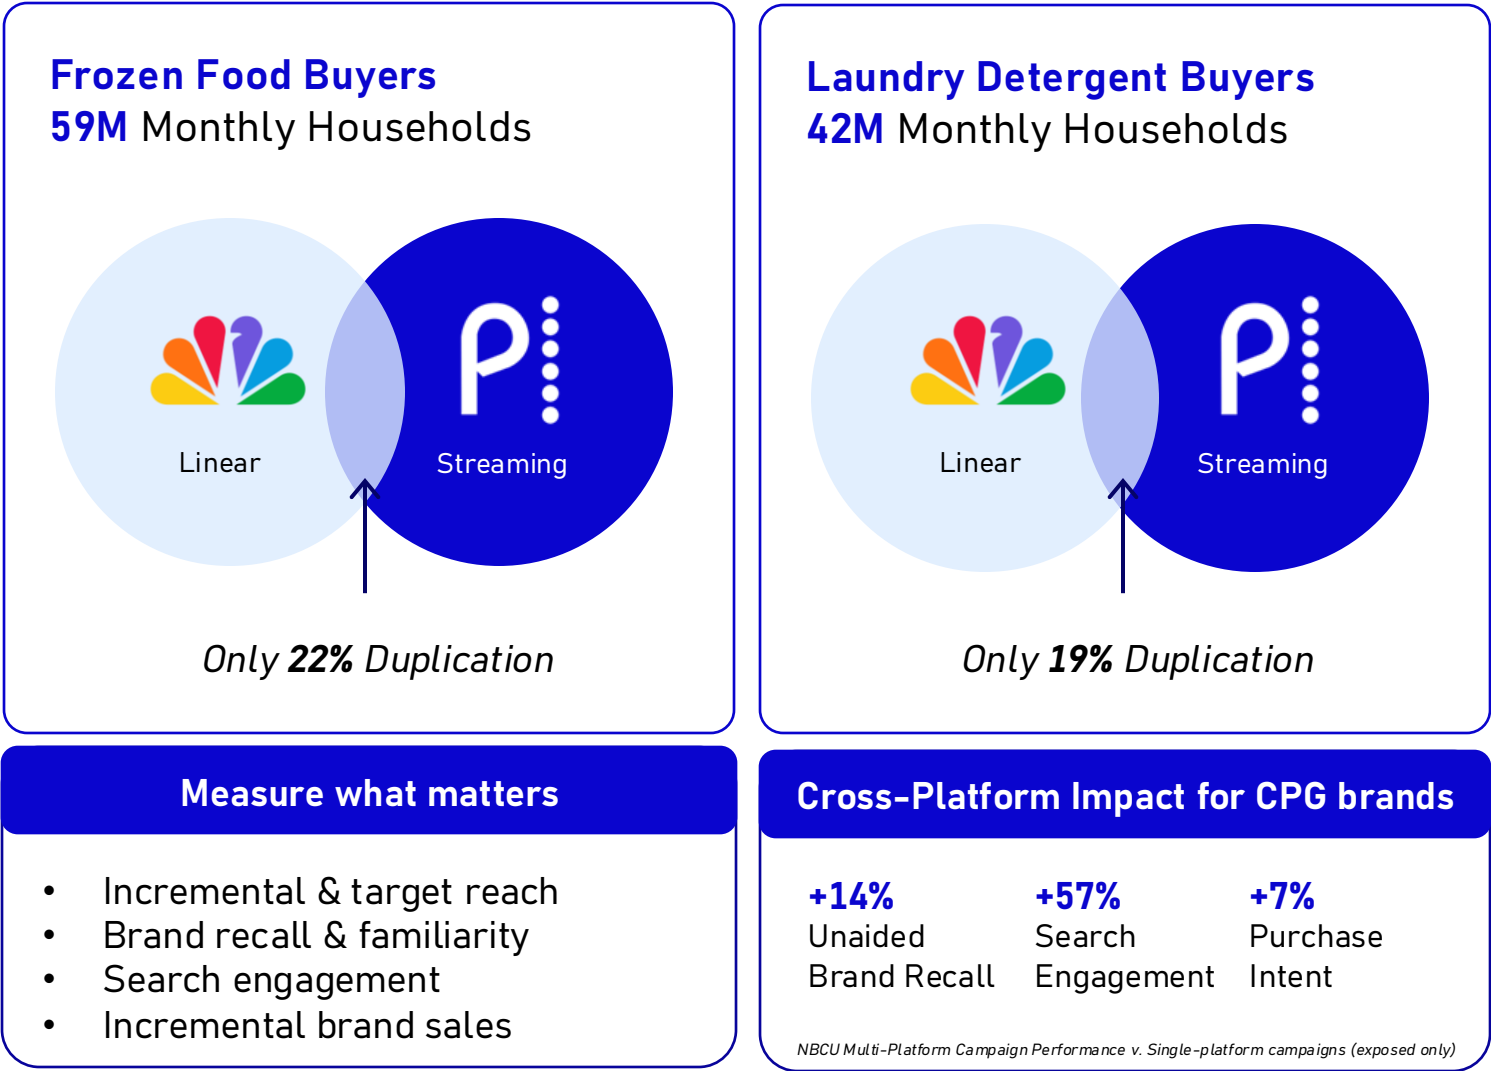 Frozen Food Buyers
59M Monthly Households
Linear
Streaming
Only 22% Duplication
Laundry Detergent Buyers
42M Monthly Households
Linear
Streaming
Only 19% Duplication
Measure what matters
• Incremental & target reach
• Brand recall & familiarity
• Search engagement
• Incremental brand sales
Cross-Platform Impact for CPG brands
+14%
Unaided
Brand Recall
+57%
Search
Engagement
+7%
Purchase
Intent
NBCU Multi-Platform Campaign Performance v. Single-platform campaigns (exposed only)